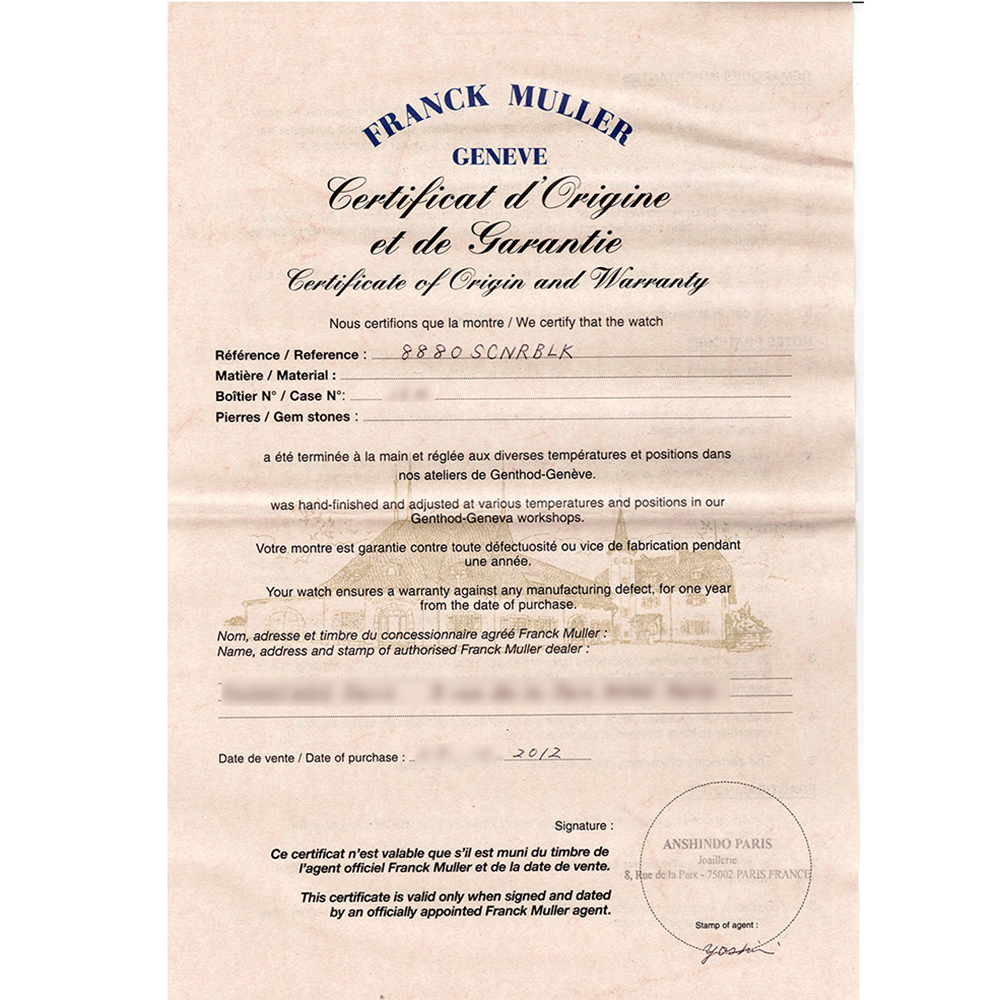 FRANCK MULLER
GENEVE
Certificat d'Origine
et de Garantie
Certificate of Origin and Warranty
Nous certifions que la montre / We certify that the watch
Référence / Reference : 8880 SCNRBLK
Matière / Material :
Boîtier N° / Case N°:
Pierres / Gem stones :
a été terminée à la main et réglée aux diverses températures et positions dans
nos ateliers de Genthod-Genève.
was hand-finished and adjusted at various temperatures and positions in our
Genthod-Geneva workshops.
Votre montre est garantie contre toute défectuosité ou vice de fabrication pendant
une année.
Your watch ensures a warranty against any manufacturing defect, for one year
from the date of purchase.
Nom, adresse et timbre du concessionnaire agréé Franck Muller :
Name, address and stamp of authorised Franck Muller dealer :
Date de vente / Date of purchase : 2012
Signature :
Ce certificat n'est valable que s'il est muni du timbre de
l'agent officiel Franck Muller et de la date de vente.
This certificate is valid only when signed and dated
by an officially appointed Franck Muller agent.
ANSHINDO PARIS
Joaillerie
8, Rue de la Paix - 75002 PARIS FRANCE
Stamp of agent :